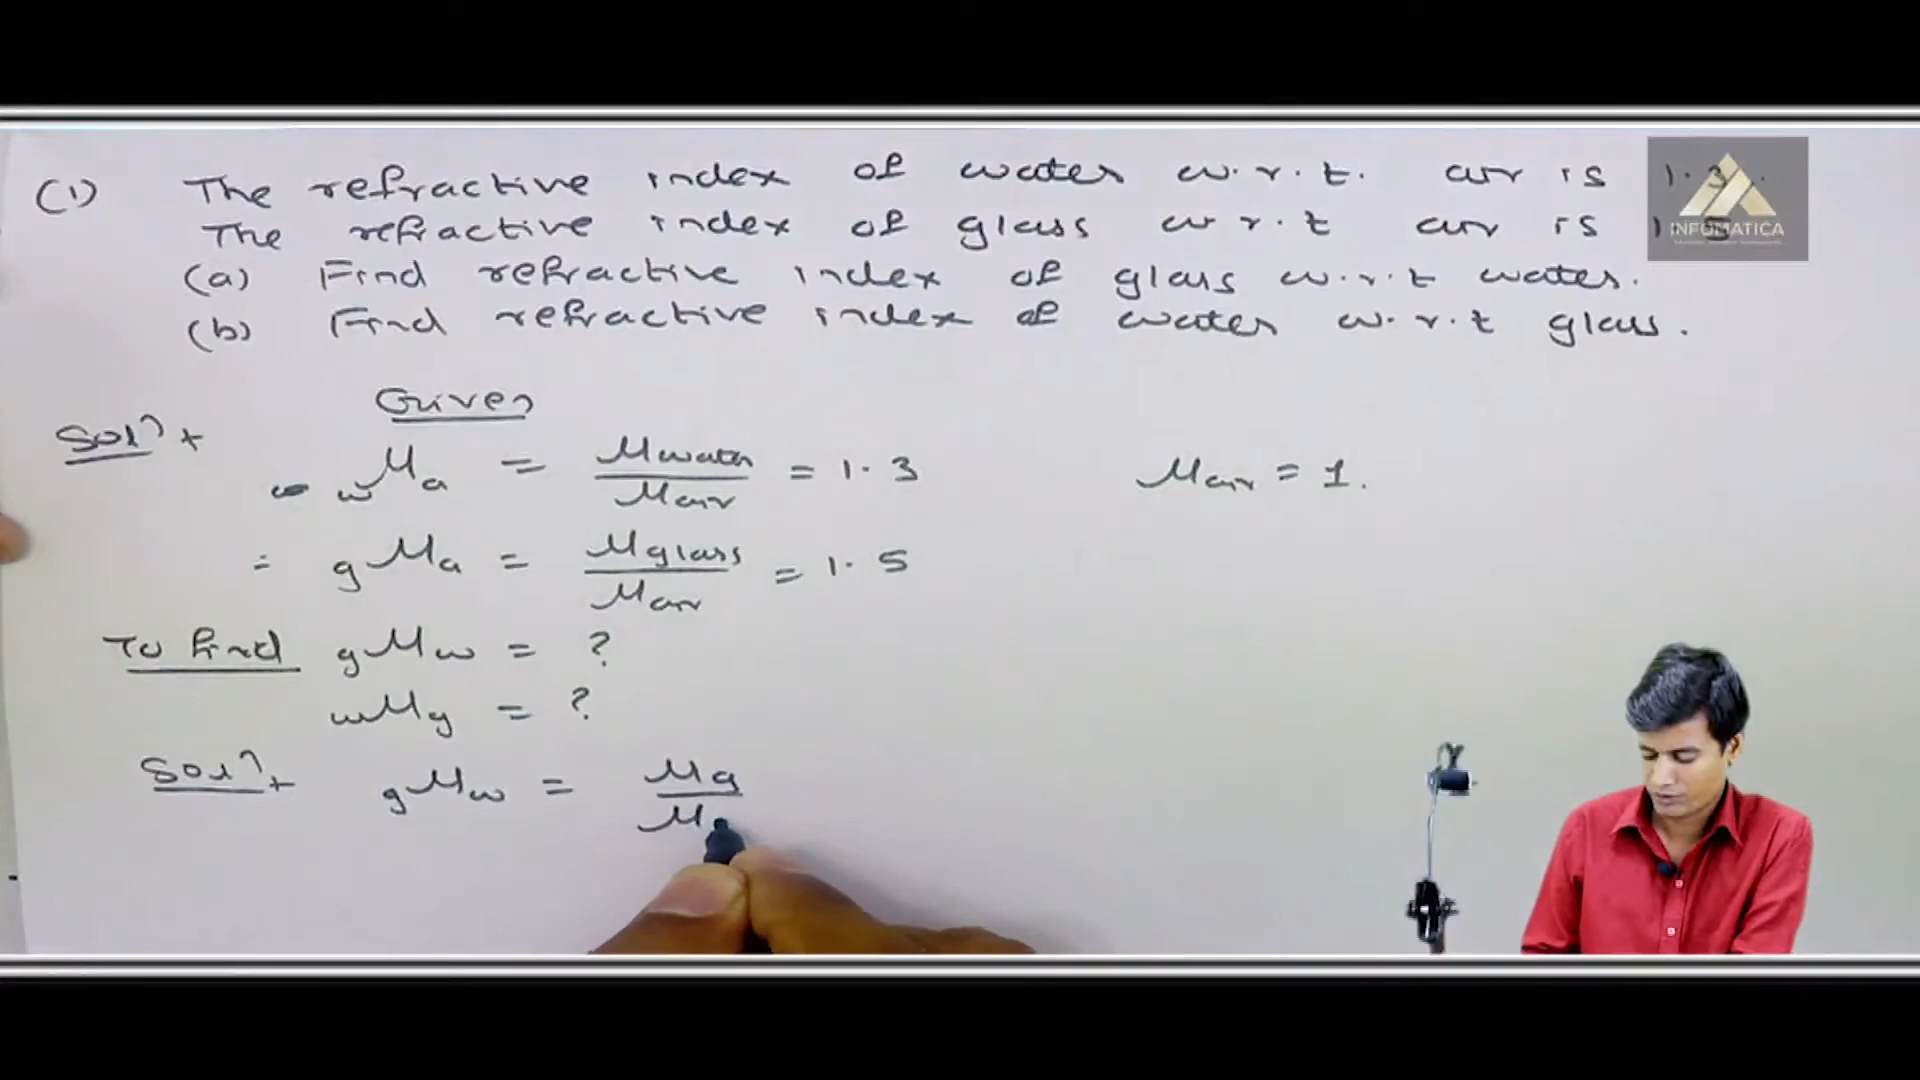 (1) The refractive index of water w.r.t. air is 1.3.
The refractive index of glass w r.t air is 1.5
(a) Find refractive index of glass w.r.t water.
(b) Find refractive index of water w.r.t glass.
INFOMATICA
Given
Solⁿ
wμa = μwater / μair = 1.3
μair = 1.
= gμa = μglass / μair = 1.5
To find gμw = ?
wμg = ?
Solⁿ gμw = μg / μ